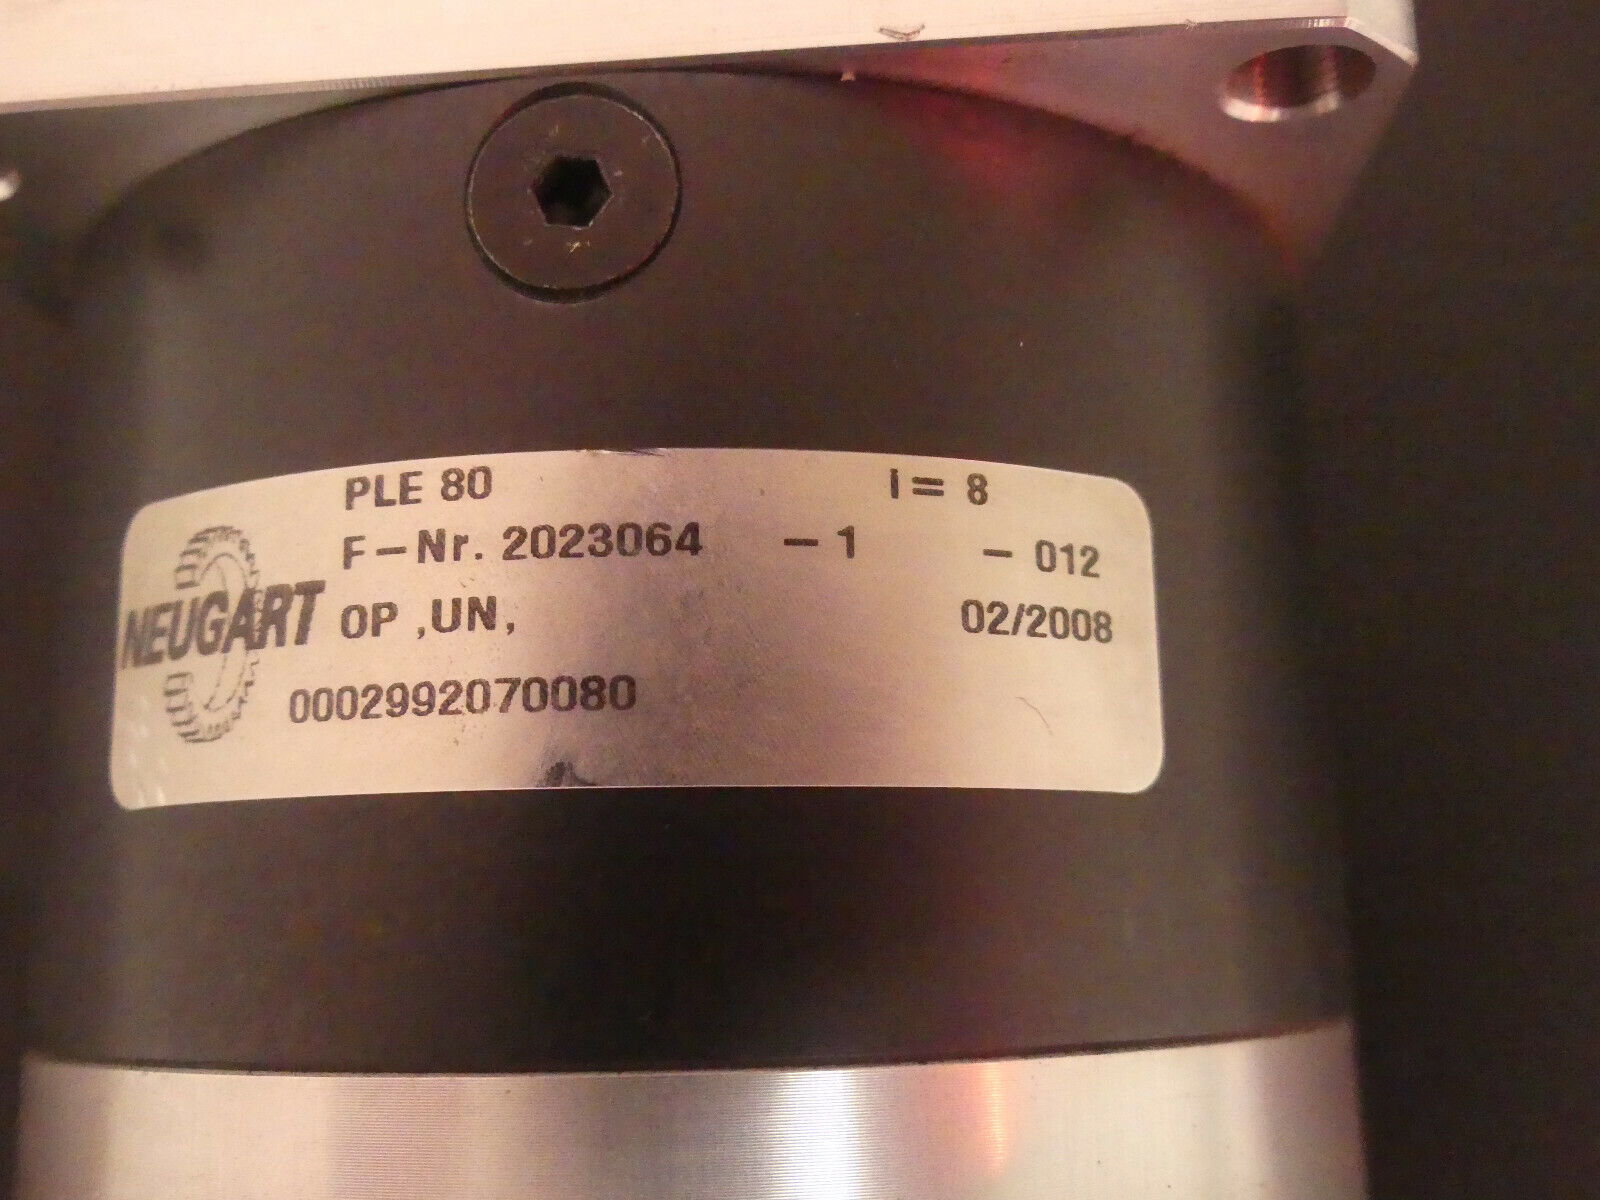 PLE 80 i= 8
F-Nr. 2023064 - 1 - 012
NEUGART OP ,UN, 02/2008
0002992070080